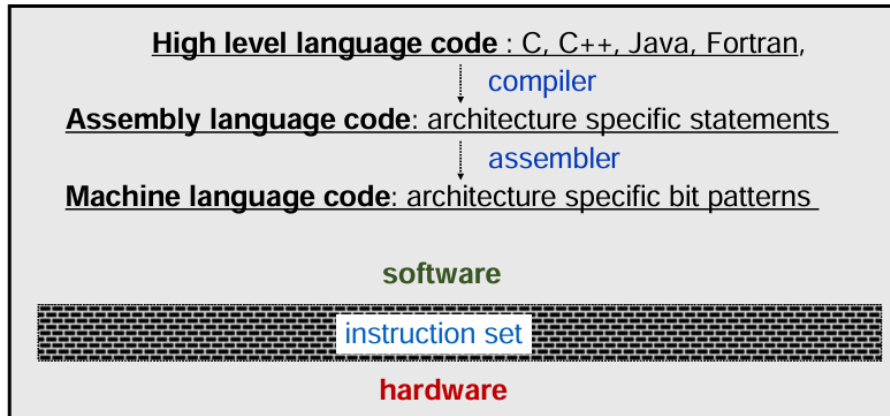 High level language code : C, C++, Java, Fortran,
compiler
Assembly language code: architecture specific statements
assembler
Machine language code: architecture specific bit patterns
software
instruction set
hardware